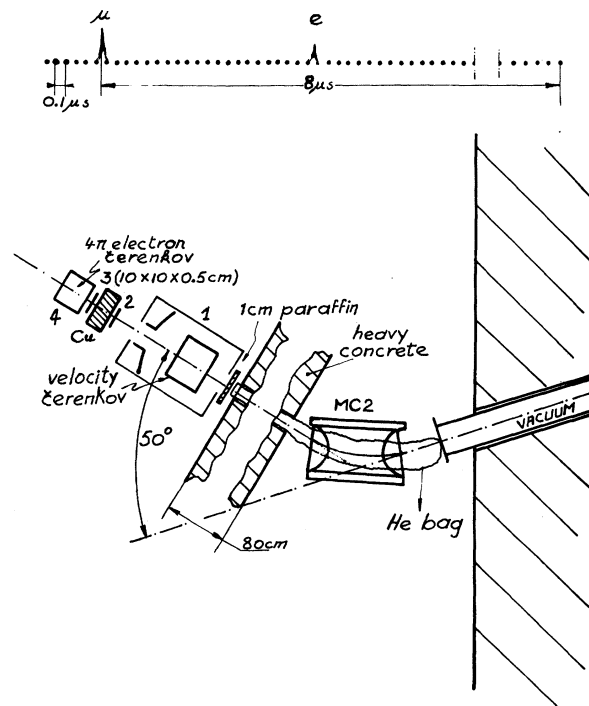 μ
e
0.1μs
8μs
4π electron
čerenkov
3(10×10×0.5cm)
2
1
4
Cu
1cm paraffin
heavy
concrete
velocity
čerenkov
MC2
VACUUM
50°
He bag
80cm